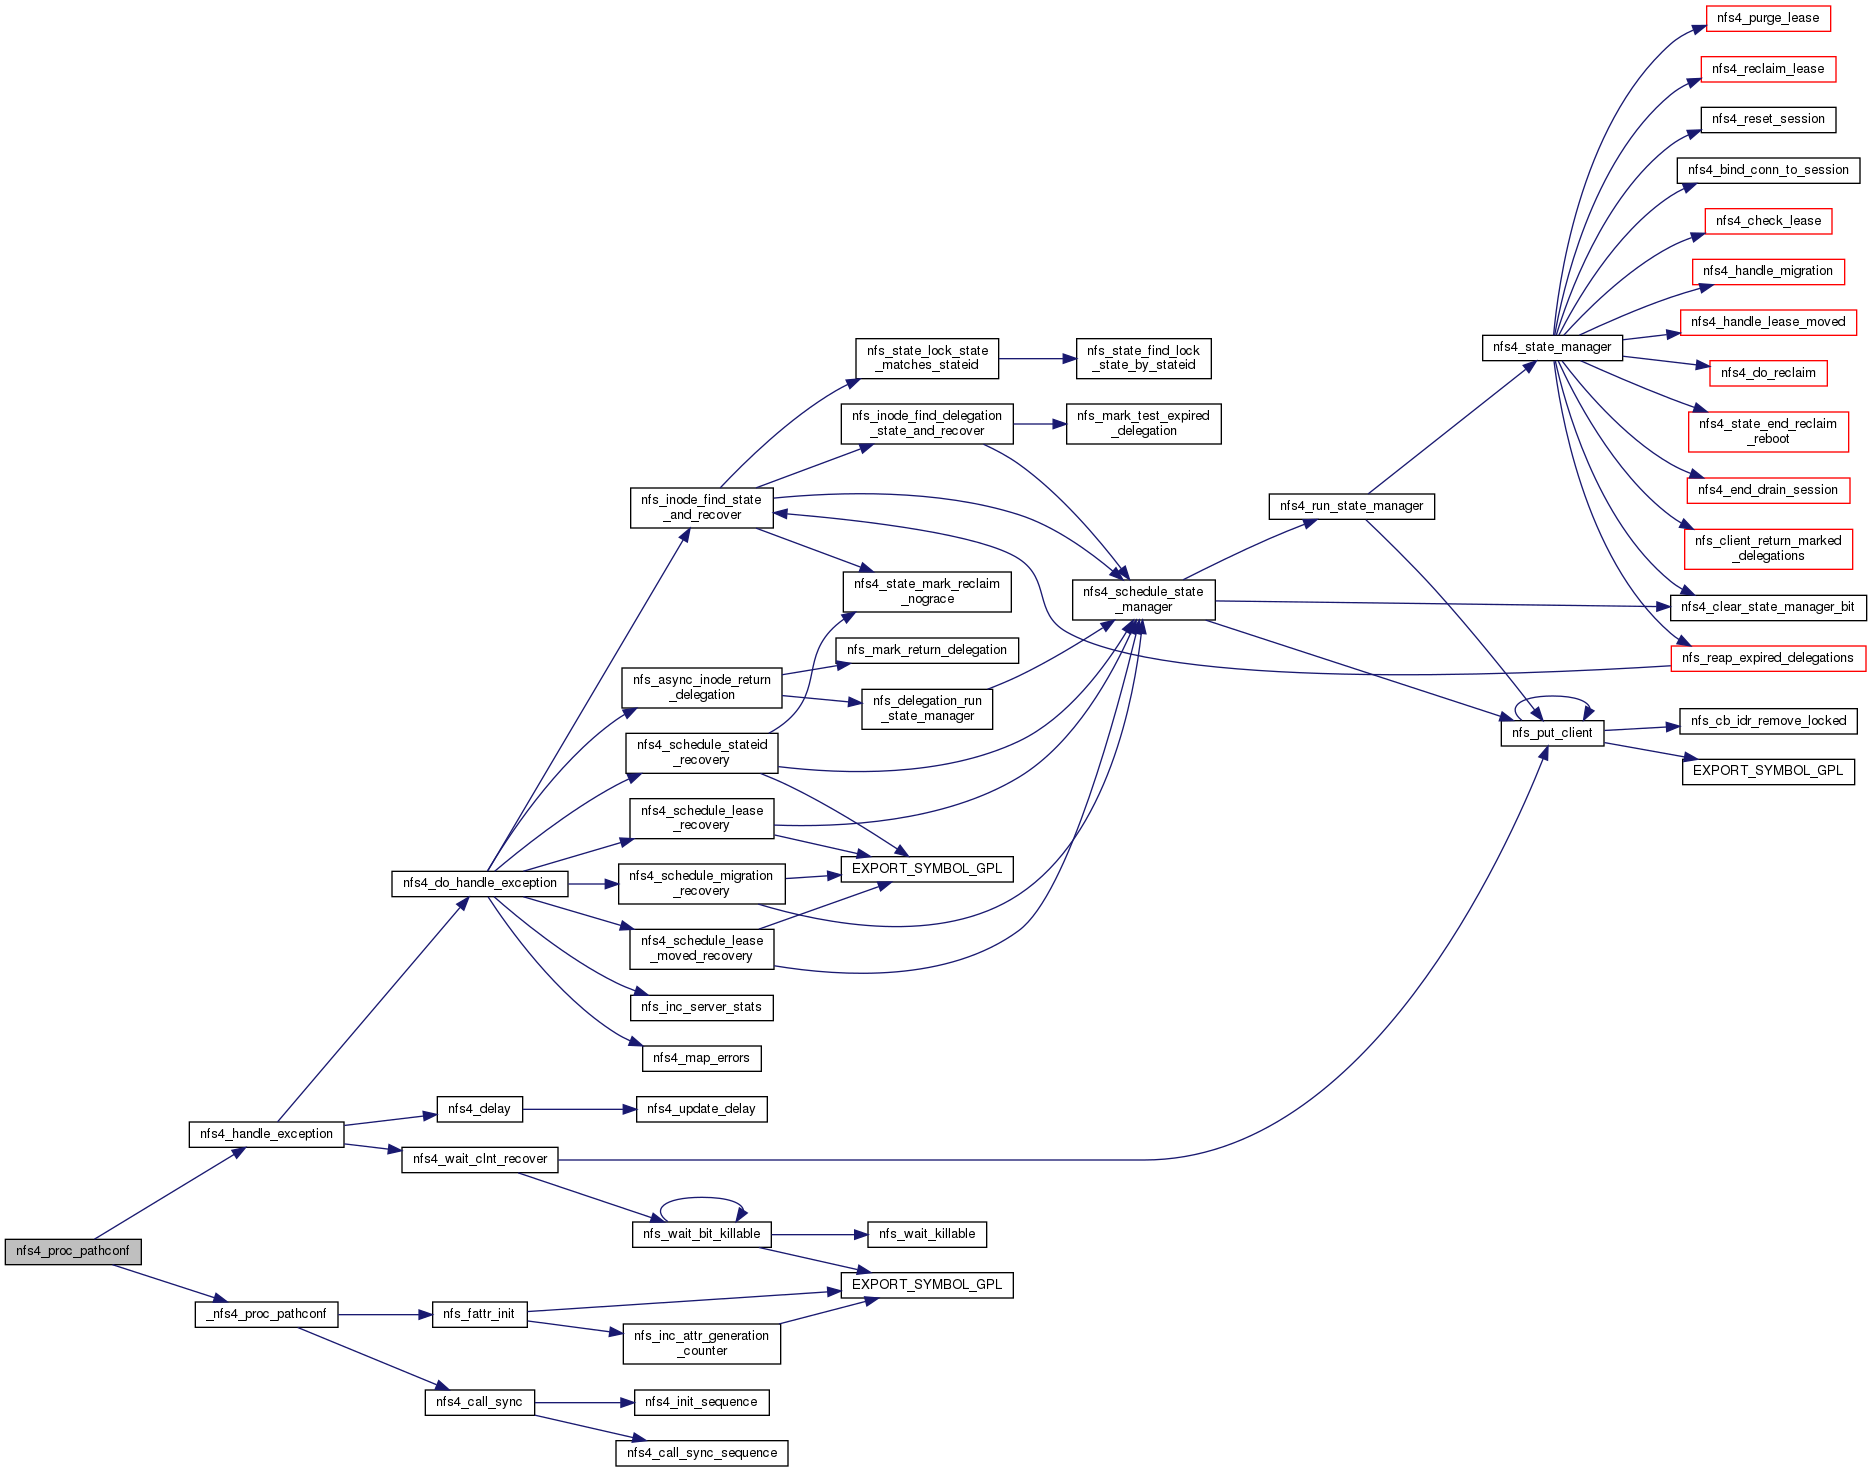 nfs4_purge_lease
nfs4_reclaim_lease
nfs4_reset_session
nfs4_bind_conn_to_session
nfs4_check_lease
nfs4_handle_migration
nfs4_handle_lease_moved
nfs4_state_manager
nfs4_do_reclaim
nfs4_state_end_reclaim
_reboot
nfs4_end_drain_session
nfs_client_return_marked
_delegations
nfs4_clear_state_manager_bit
nfs_reap_expired_delegations
nfs_cb_idr_remove_locked
EXPORT_SYMBOL_GPL
nfs_put_client
nfs4_run_state_manager
nfs4_schedule_state
_manager
nfs_state_find_lock
_state_by_stateid
nfs_mark_test_expired
_delegation
nfs_state_lock_state
_matches_stateid
nfs_inode_find_delegation
_state_and_recover
nfs4_state_mark_reclaim
_nograce
nfs_mark_return_delegation
nfs_delegation_run
_state_manager
EXPORT_SYMBOL_GPL
nfs_inode_find_state
_and_recover
nfs_async_inode_return
_delegation
nfs4_schedule_stateid
_recovery
nfs4_schedule_lease
_recovery
nfs4_schedule_migration
_recovery
nfs4_schedule_lease
_moved_recovery
nfs_inc_server_stats
nfs4_map_errors
nfs4_do_handle_exception
nfs4_delay
nfs4_update_delay
nfs4_handle_exception
nfs4_wait_clnt_recover
nfs_wait_bit_killable
nfs_wait_killable
EXPORT_SYMBOL_GPL
nfs4_proc_pathconf
_nfs4_proc_pathconf
nfs_fattr_init
nfs_inc_attr_generation
_counter
nfs4_call_sync
nfs4_init_sequence
nfs4_call_sync_sequence